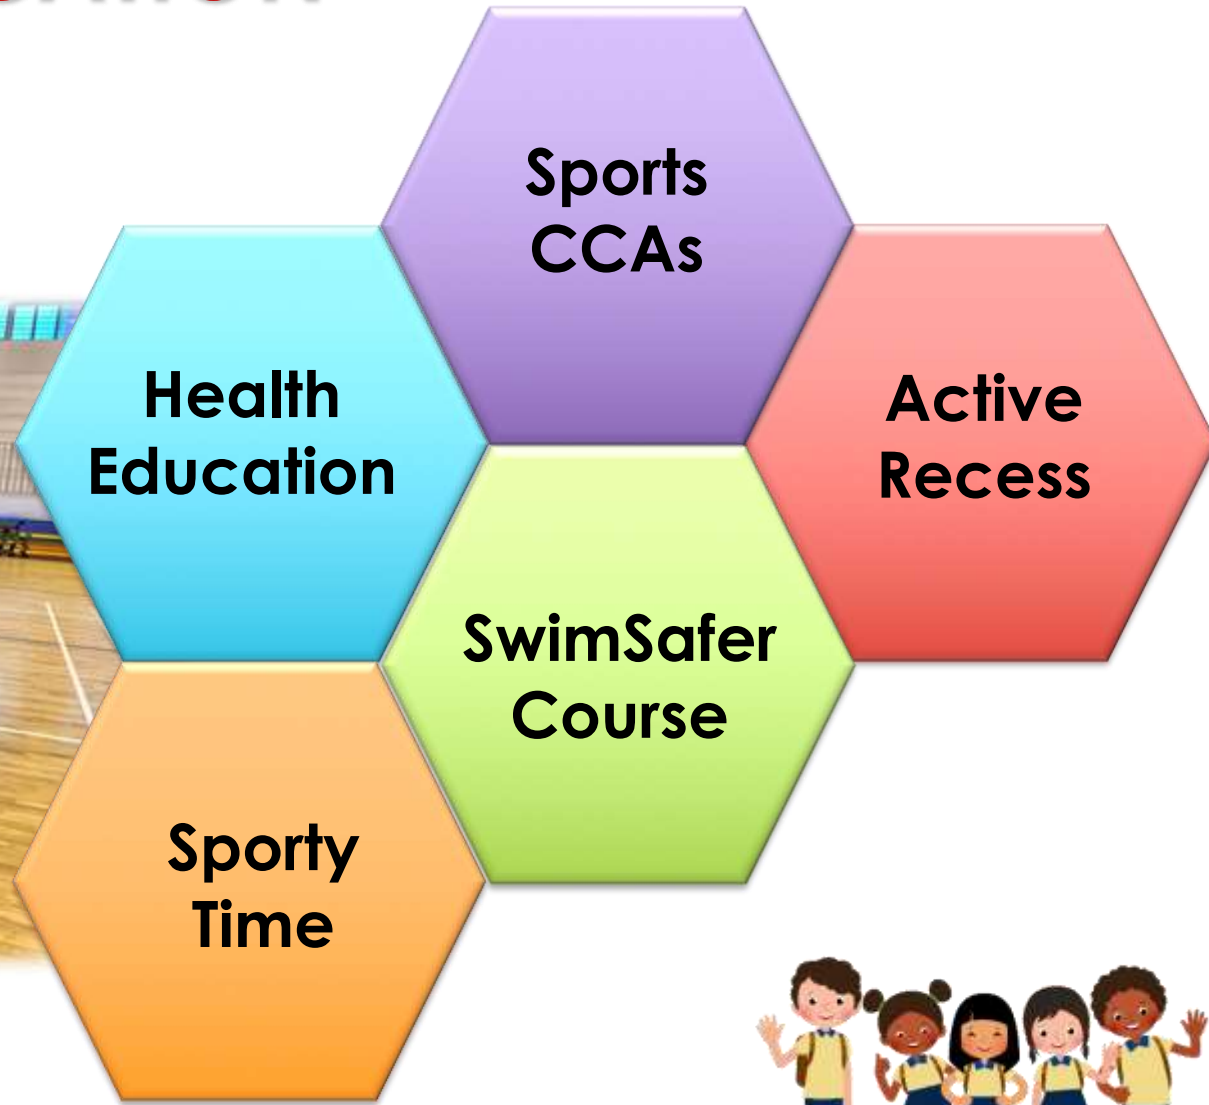 Sports
CCAs
Health
Education
Active
Recess
SwimSafer
Course
Sporty
Time